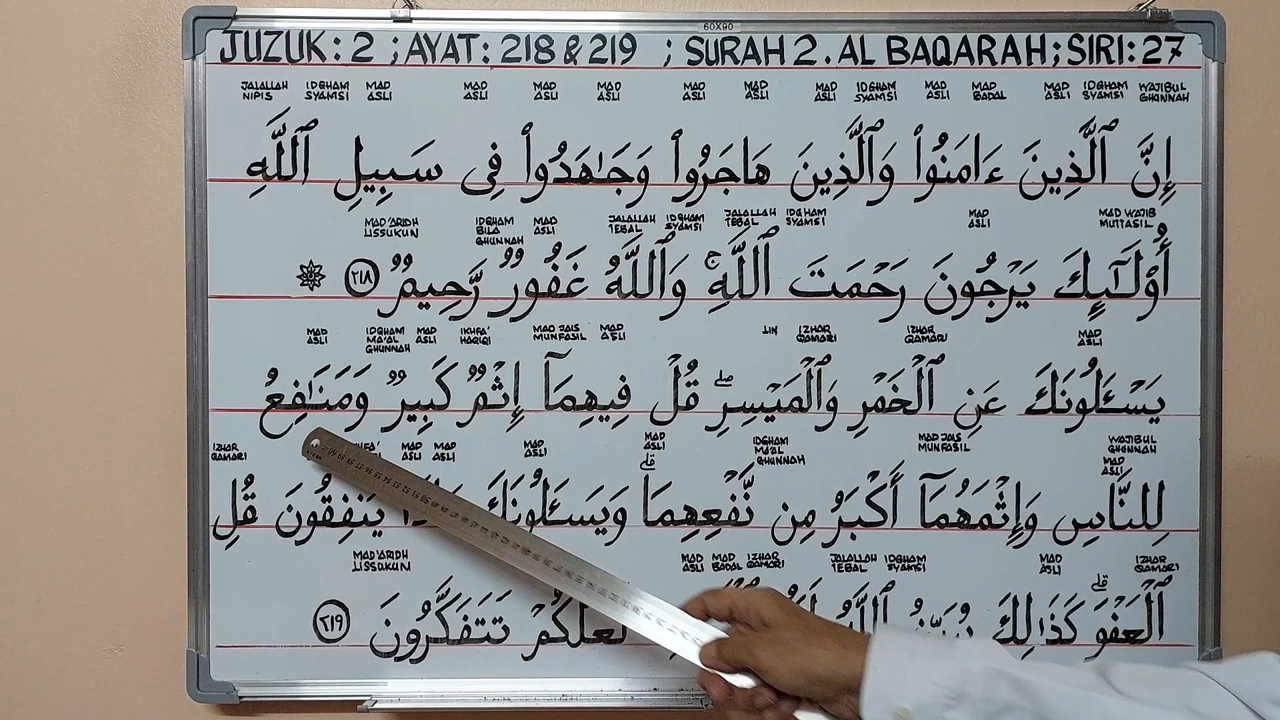 60X90
JUZUK: 2 ; AYAT: 218 & 219 ; SURAH 2. AL BAQARAH; SIRI: 27
JALALLAH NIPIS IDGHAM SYAMSI MAD ASLI MAD ASLI MAD ASLI MAD ASLI MAD ASLI MAD ASLI MAD ASLI IDGHAM SYAMSI MAD ASLI MAD BADAL MAD ASLI IDGHAM SYAMSI WAJIBUL GHUNNAH
إِنَّ ٱلَّذِينَ ءَامَنُوا۟ وَٱلَّذِينَ هَاجَرُوا۟ وَجَـٰهَدُوا۟ فِى سَبِيلِ ٱللَّهِ
MAD 'ARIDH LISSUKUN IDGHAM BILA GHUNNAH MAD ASLI JALALLAH TEBAL IDGHAM SYAMSI JALALLAH TEBAL IDGHAM SYAMSI MAD ASLI MAD WAJIB MUTTASIL
أُو۟لَـٰٓئِكَ يَرْجُونَ رَحْمَتَ ٱللَّهِ ۚ وَٱللَّهُ غَفُورٌ رَّحِيمٌ ٢١٨
MAD ASLI IDGHAM MA'AL GHUNNAH MAD ASLI IKHFA' HAQIQI MAD JAIS MUNFASIL MAD ASLI LIN IZHAR QAMARI IZHAR QAMARI MAD ASLI
يَسْـَٔلُونَكَ عَنِ ٱلْخَمْرِ وَٱلْمَيْسِرِ ۖ قُلْ فِيهِمَآ إِثْمٌ كَبِيرٌ وَمَنَـٰفِعُ
IZHAR QAMARI MAD ASLI MAD ASLI MAD ASLI MAD ASLI IDGHAM MA'AL GHUNNAH MAD JAIS MUNFASIL WAJIBUL GHUNNAH MAD ASLI
لِلنَّاسِ وَإِثْمُهُمَآ أَكْبَرُ مِن نَّفْعِهِمَا ۗ وَيَسْـَٔلُونَكَ يُنفِقُونَ قُلِ
MAD 'ARIDH LISSUKUN MAD ASLI MAD BADAL IZHAR QAMARI JALALLAH TEBAL IDGHAM SYAMSI MAD ASLI IZHAR QAMARI
ٱلْعَفْوَ ۗ كَذَٰلِكَ يُبَيِّنُ ٱللَّهُ لَعَلَّكُمْ تَتَفَكَّرُونَ ٢١٩